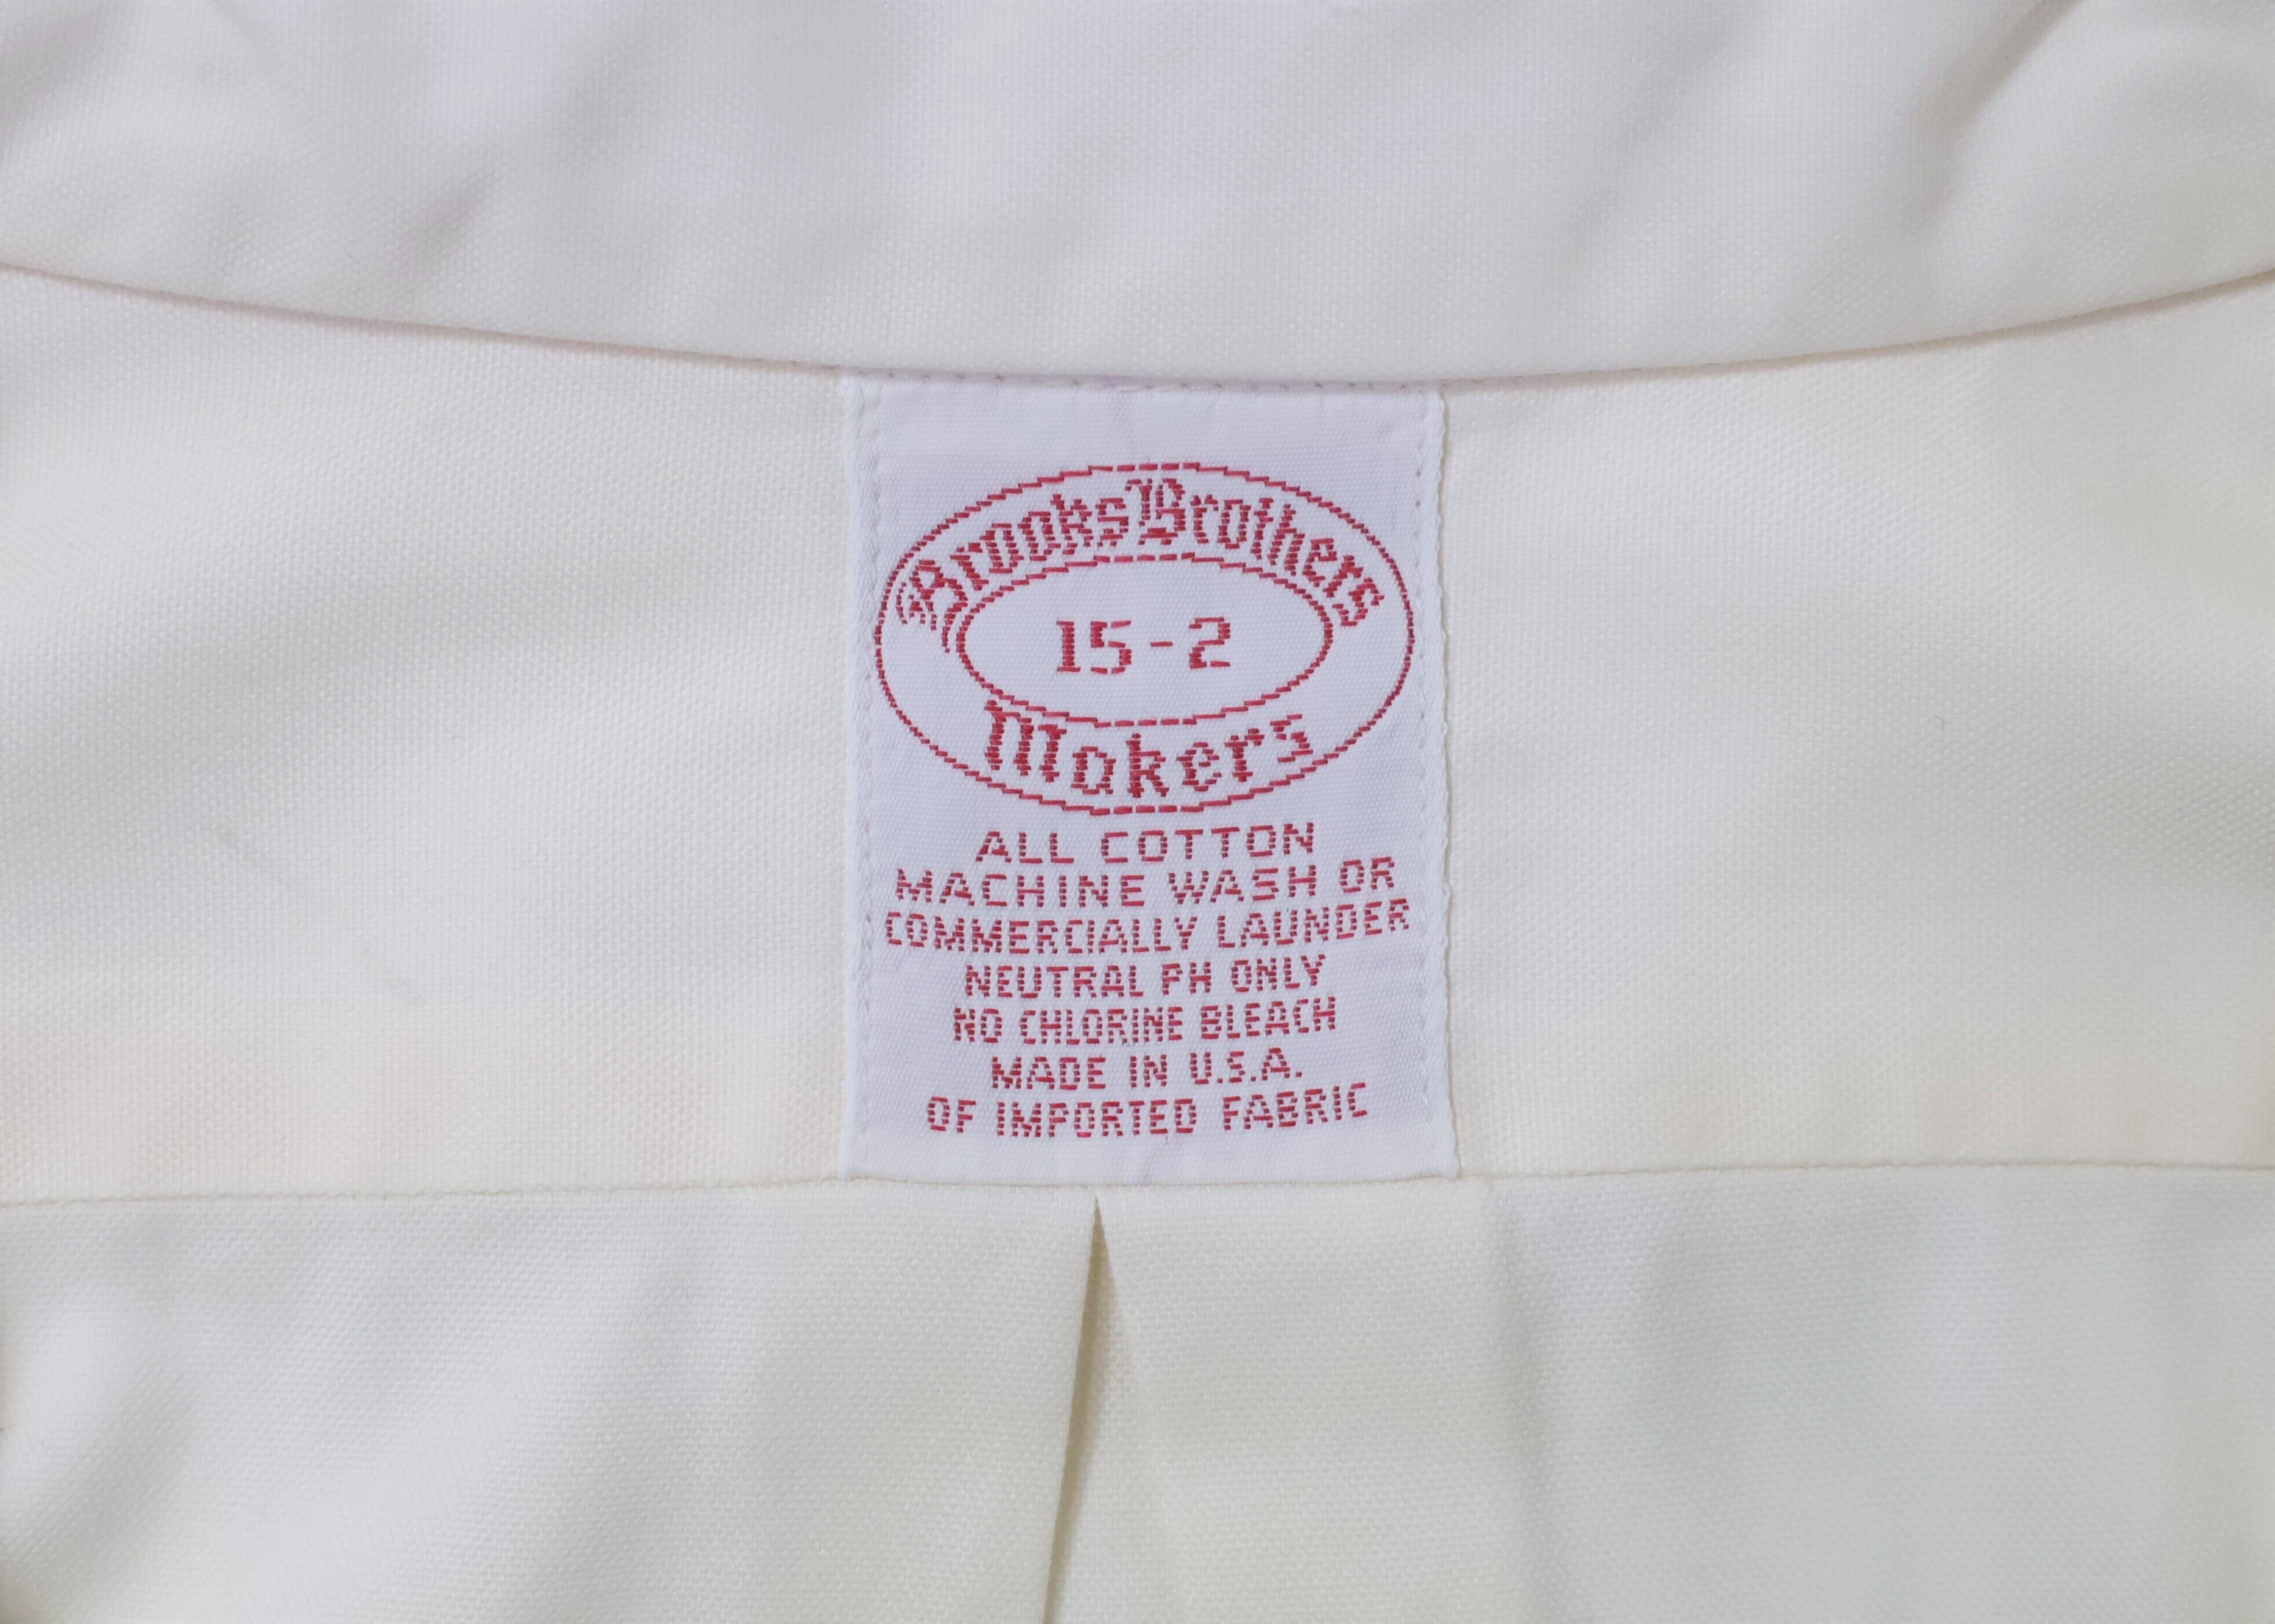 Brooks Brothers
15-2
Makers
ALL COTTON
MACHINE WASH OR
COMMERCIALLY LAUNDER
NEUTRAL PH ONLY
NO CHLORINE BLEACH
MADE IN U.S.A.
OF IMPORTED FABRIC